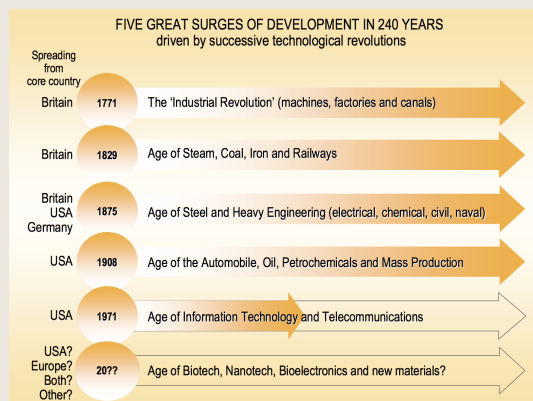 FIVE GREAT SURGES OF DEVELOPMENT IN 240 YEARS
driven by successive technological revolutions
Spreading
from
core country
Britain 1771 The ‘Industrial Revolution’ (machines, factories and canals)
Britain 1829 Age of Steam, Coal, Iron and Railways
Britain
USA
Germany
1875 Age of Steel and Heavy Engineering (electrical, chemical, civil, naval)
USA 1908 Age of the Automobile, Oil, Petrochemicals and Mass Production
USA 1971 Age of Information Technology and Telecommunications
USA?
Europe?
Both?
Other?
20?? Age of Biotech, Nanotech, Bioelectronics and new materials?